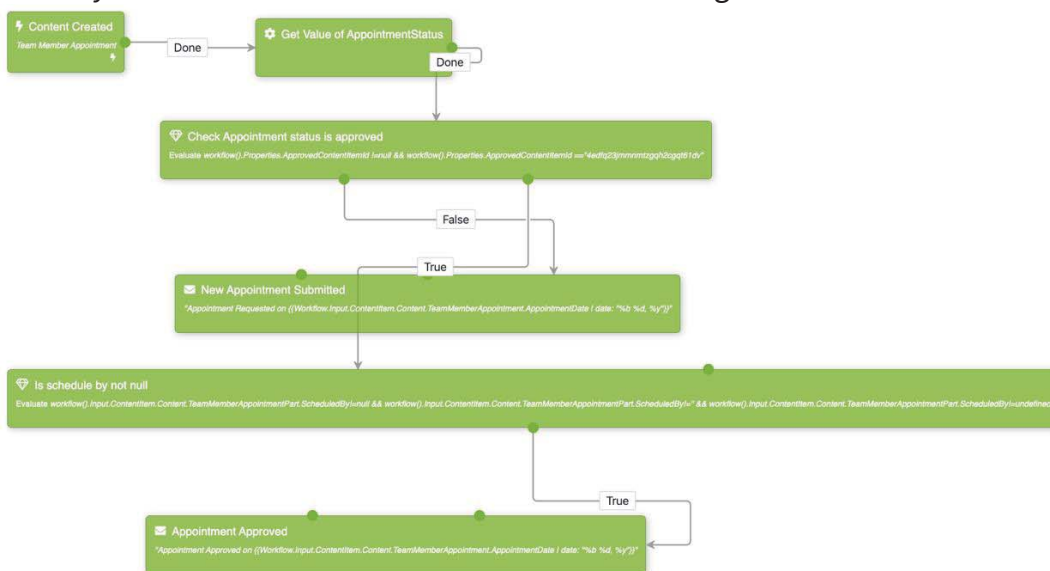 Content Created
Team Member Appointment
Done
Get Value of AppointmentStatus
Done
Check Appointment status is approved
Evaluate workflow().Properties.ApprovedContentItemId !=null && workflow().Properties.ApprovedContentItemId ==
False
True
New Appointment Submitted
"Appointment Requested on {{Workflow.Input.ContentItem.Content.TeamMemberAppointment.AppointmentDate | date: "%b %d, %y"}}"
Is schedule by not null
Evaluate workflow().Input.ContentItem.Content.TeamMemberAppointmentPart.ScheduledBy!=null && workflow().Input.ContentItem.Content.TeamMemberAppointmentPart.ScheduledBy!='' && workflow().Input.ContentItem.Content.TeamMemberAppointmentPart.ScheduledBy!=undefined
True
Appointment Approved
"Appointment Approved on {{Workflow.Input.ContentItem.Content.TeamMemberAppointment.AppointmentDate | date: "%b %d, %y"}}"